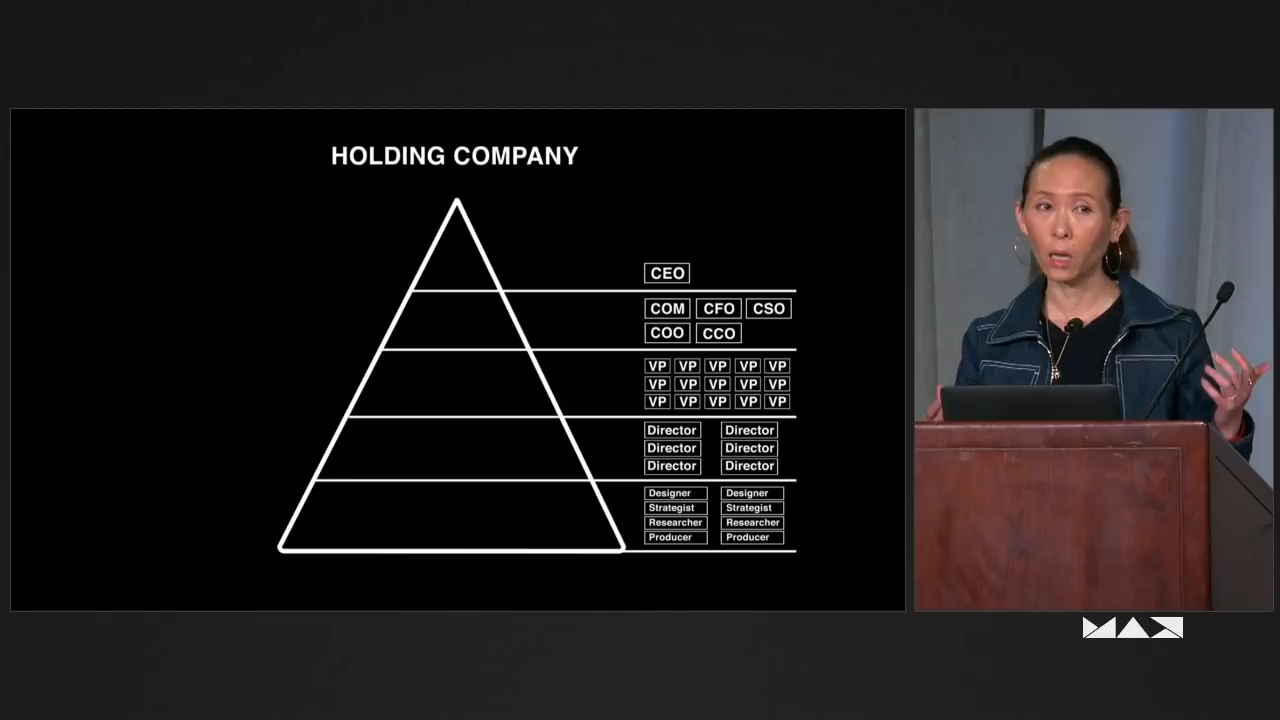 HOLDING COMPANY
CEO
COM CFO CSO
COO CCO
VP VP VP VP VP
VP VP VP VP VP
VP VP VP VP VP
Director Director
Director Director
Director Director
Designer Designer
Strategist Strategist
Researcher Researcher
Producer Producer
MAX